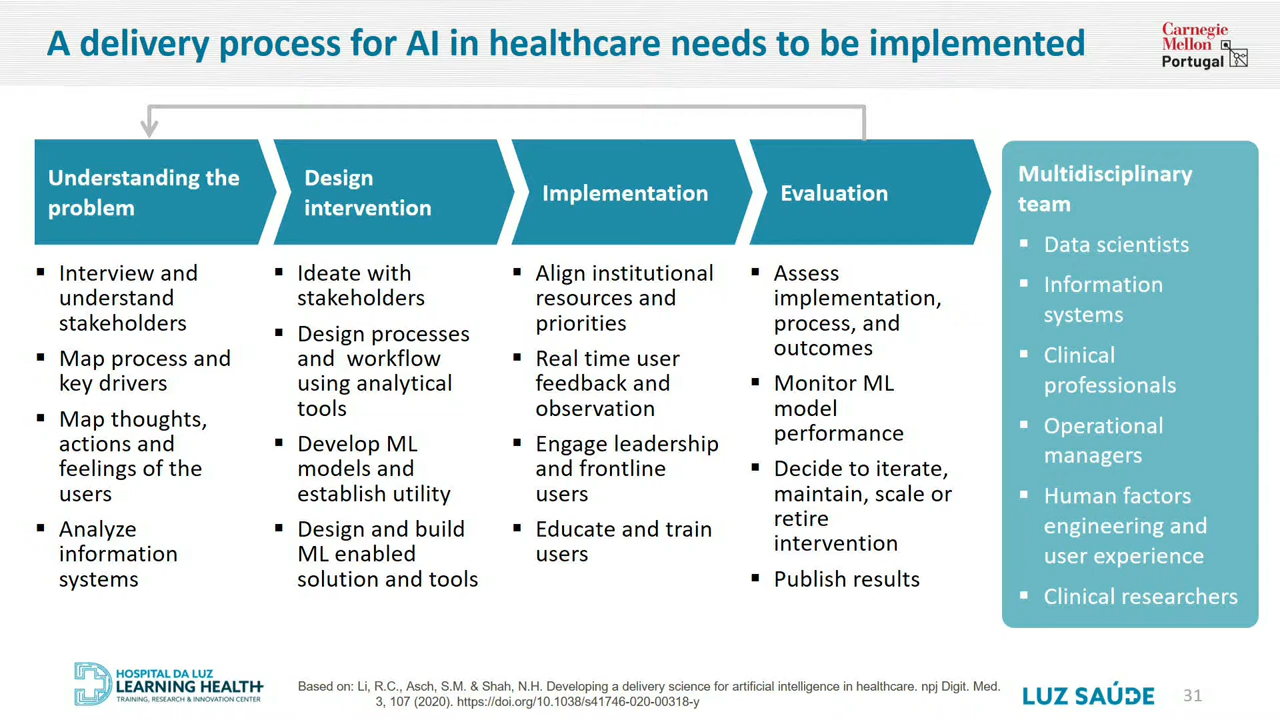 A delivery process for AI in healthcare needs to be implemented
Carnegie
Mellon
Portugal
Understanding the
problem
Interview and
understand
stakeholders
Map process and
key drivers
Map thoughts,
actions and
feelings of the
users
Analyze
information
systems
Design
intervention
Ideate with
stakeholders
Design processes
and workflow
using analytical
tools
Develop ML
models and
establish utility
Design and build
ML enabled
solution and tools
Implementation
Align institutional
resources and
priorities
Real time user
feedback and
observation
Engage leadership
and frontline
users
Educate and train
users
Evaluation
Assess
implementation,
process, and
outcomes
Monitor ML
model
performance
Decide to iterate,
maintain, scale or
retire
intervention
Publish results
Multidisciplinary
team
Data scientists
Information
systems
Clinical
professionals
Operational
managers
Human factors
engineering and
user experience
Clinical researchers
HOSPITAL DA LUZ
LEARNING HEALTH
TRAINING, RESEARCH & INNOVATION CENTER
Based on: Li, R.C., Asch, S.M. & Shah, N.H. Developing a delivery science for artificial intelligence in healthcare. npj Digit. Med.
3, 107 (2020). https://doi.org/10.1038/s41746-020-00318-y
LUZ SAÚDE
31